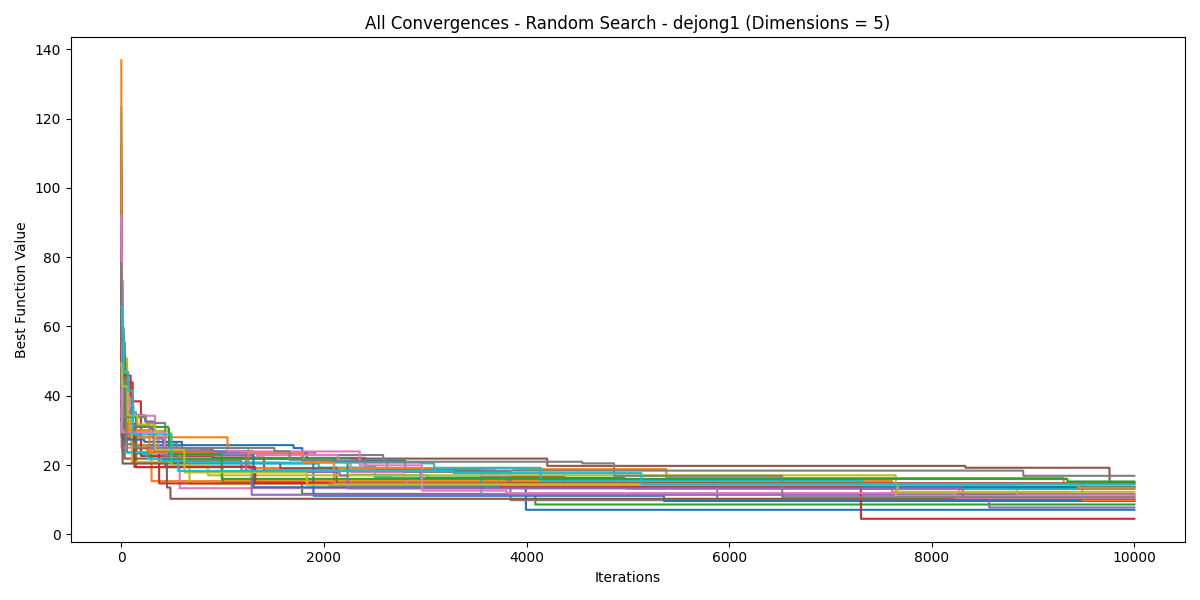 All Convergences - Random Search - dejong1 (Dimensions = 5)
140
120
100
80
60
40
20
0
Best Function Value
0 2000 4000 6000 8000 10000
Iterations